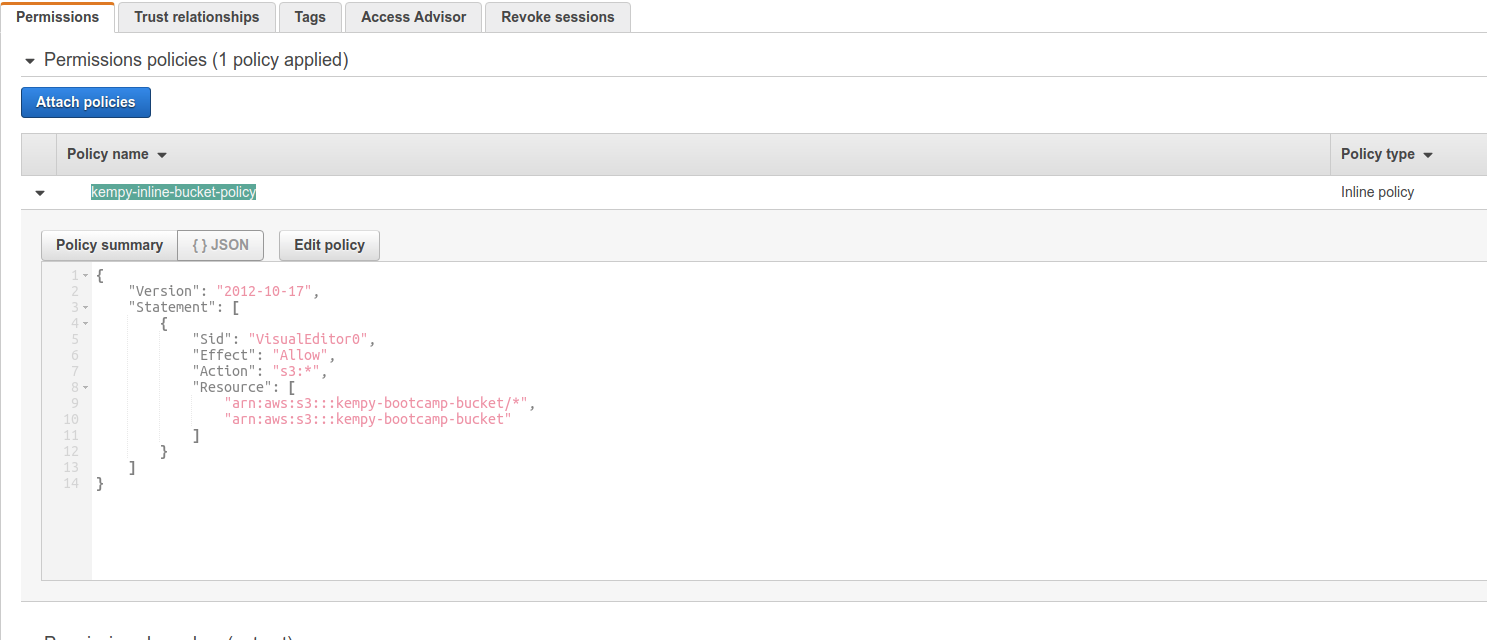 Permissions Trust relationships Tags Access Advisor Revoke sessions
Permissions policies (1 policy applied)
Attach policies
Policy name Policy type
kempy-inline-bucket-policy Inline policy
Policy summary { } JSON Edit policy
1 {
2 "Version": "2012-10-17",
3 "Statement": [
4 {
5 "Sid": "VisualEditor0",
6 "Effect": "Allow",
7 "Action": "s3:*",
8 "Resource": [
9 "arn:aws:s3:::kempy-bootcamp-bucket/*",
10 "arn:aws:s3:::kempy-bootcamp-bucket"
11 ]
12 }
13 ]
14 }